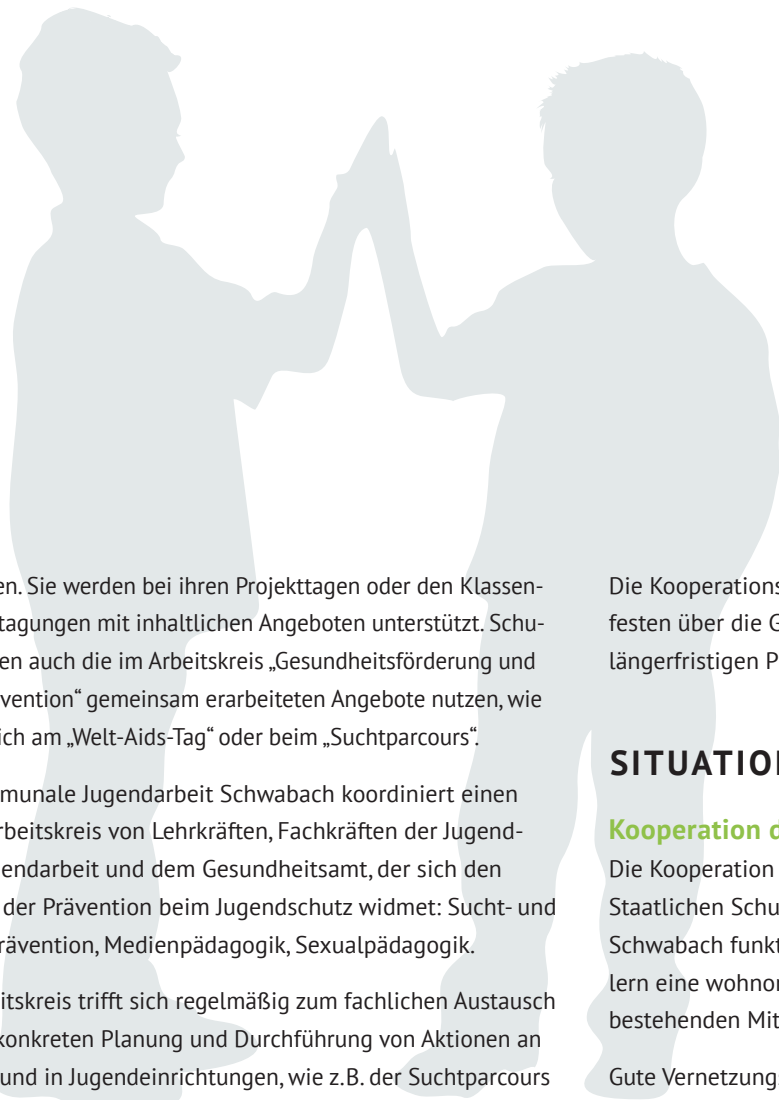 en. Sie werden bei ihren Projekttagen oder den Klassen-
tagungen mit inhaltlichen Angeboten unterstützt. Schu-
en auch die im Arbeitskreis „Gesundheitsförderung und
vention“ gemeinsam erarbeiteten Angebote nutzen, wie
ich am „Welt-Aids-Tag“ oder beim „Suchtparcours“.
munale Jugendarbeit Schwabach koordiniert einen
rbeitskreis von Lehrkräften, Fachkräften der Jugend-
endarbeit und dem Gesundheitsamt, der sich den
der Prävention beim Jugendschutz widmet: Sucht- und
rävention, Medienpädagogik, Sexualpädagogik.
itskreis trifft sich regelmäßig zum fachlichen Austausch
konkreten Planung und Durchführung von Aktionen an
und in Jugendeinrichtungen, wie z.B. der Suchtparcours
Die Kooperations
festen über die G
längerfristigen P
SITUATION
Kooperation d
Die Kooperation
Staatlichen Schu
Schwabach funkt
lern eine wohnor
bestehenden Mit
Gute Vernetzung